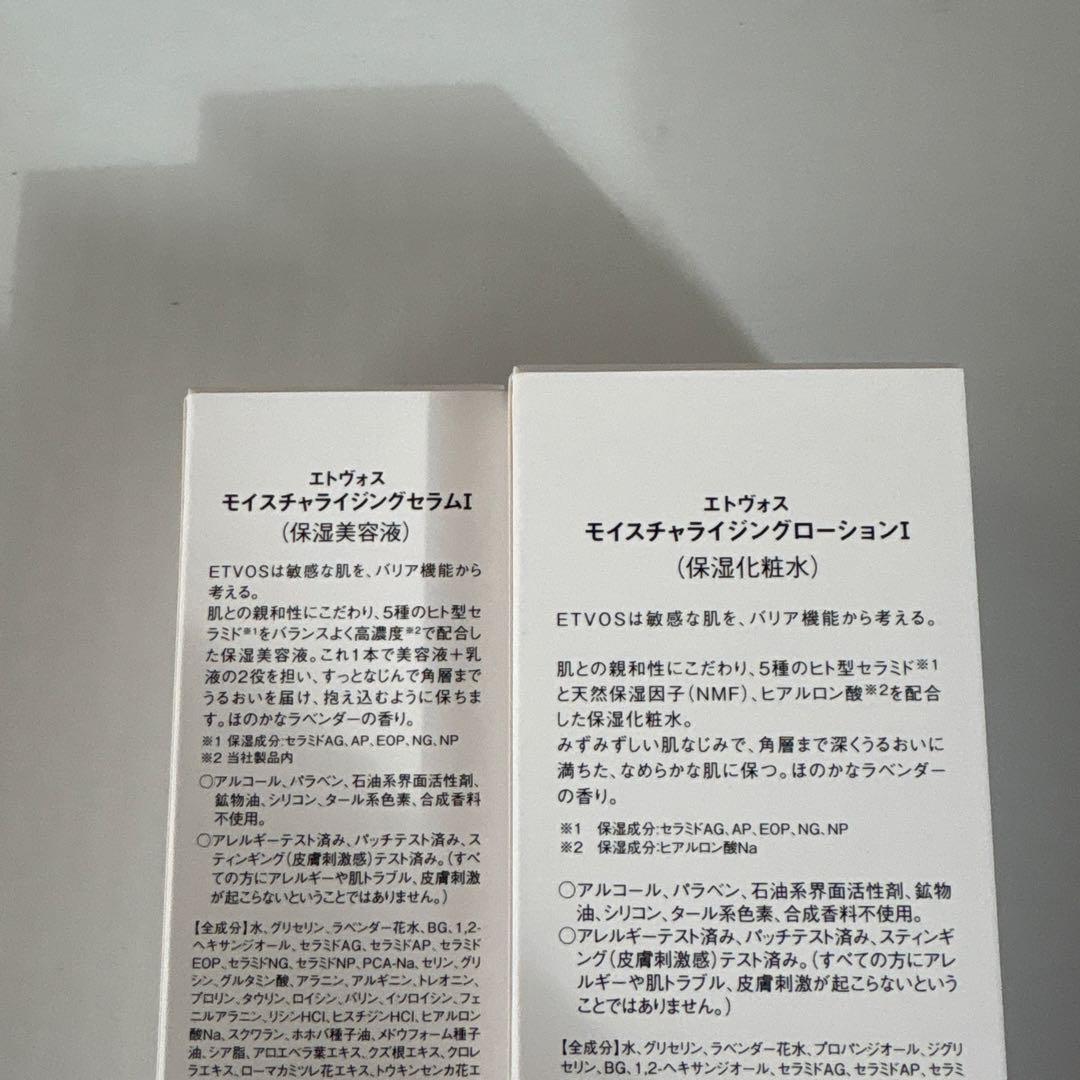 エトヴォス
モイスチャライジングセラムI
(保湿美容液)
ETVOSは敏感な肌を、バリア機能から
考える。
肌との親和性にこだわり、5種のヒト型セ
ラミド※1をバランスよく高濃度※2で配合し
た保湿美容液。これ1本で美容液+乳
液の2役を担い、すっとなじんで角層まで
うるおいを届け、抱え込むように保ちま
す。ほのかなラベンダーの香り。
※1 保湿成分:セラミドAG、AP、EOP、NG、NP
※2 当社製品内
○アルコール、パラベン、石油系界面活性剤、
鉱物油、シリコン、タール系色素、合成香料
不使用。
○アレルギーテスト済み、パッチテスト済み、ス
ティンギング(皮膚刺激感)テスト済み。(すべ
ての方にアレルギーや肌トラブル、皮膚刺激
が起こらないということではありません。)
【全成分】水、グリセリン、ラベンダー花水、BG、1,2-
ヘキサンジオール、セラミドAG、セラミドAP、セラミド
EOP、セラミドNG、セラミドNP、PCA-Na、セリン、グリ
シン、グルタミン酸、アラニン、アルギニン、トレオニン、
プロリン、タウリン、ロイシン、バリン、イソロイシン、フェ
ニルアラニン、リシンHCl、ヒスチジンHCl、ヒアルロン
酸Na、スクワラン、ホホバ種子油、メドウフォーム種子
油、シア脂、アロエベラ葉エキス、クズ根エキス、クロレ
ラエキス、ローマカミツレ花エキス、トウキンセンカ花エ
エトヴォス
モイスチャライジングローションI
(保湿化粧水)
ETVOSは敏感な肌を、バリア機能から考える。
肌との親和性にこだわり、5種のヒト型セラミド※1
と天然保湿因子(NMF)、ヒアルロン酸※2を配合
した保湿化粧水。
みずみずしい肌なじみで、角層まで深くうるおいに
満ちた、なめらかな肌に保つ。ほのかなラベンダー
の香り。
※1 保湿成分:セラミドAG、AP、EOP、NG、NP
※2 保湿成分:ヒアルロン酸Na
○アルコール、パラベン、石油系界面活性剤、鉱物
油、シリコン、タール系色素、合成香料不使用。
○アレルギーテスト済み、パッチテスト済み、スティンギ
ング(皮膚刺激感)テスト済み。(すべての方にアレ
ルギーや肌トラブル、皮膚刺激が起こらないという
ことではありません。)
【全成分】水、グリセリン、ラベンダー花水、プロパンジオール、ジグリ
セリン、BG、1,2-ヘキサンジオール、セラミドAG、セラミドAP、セラミ